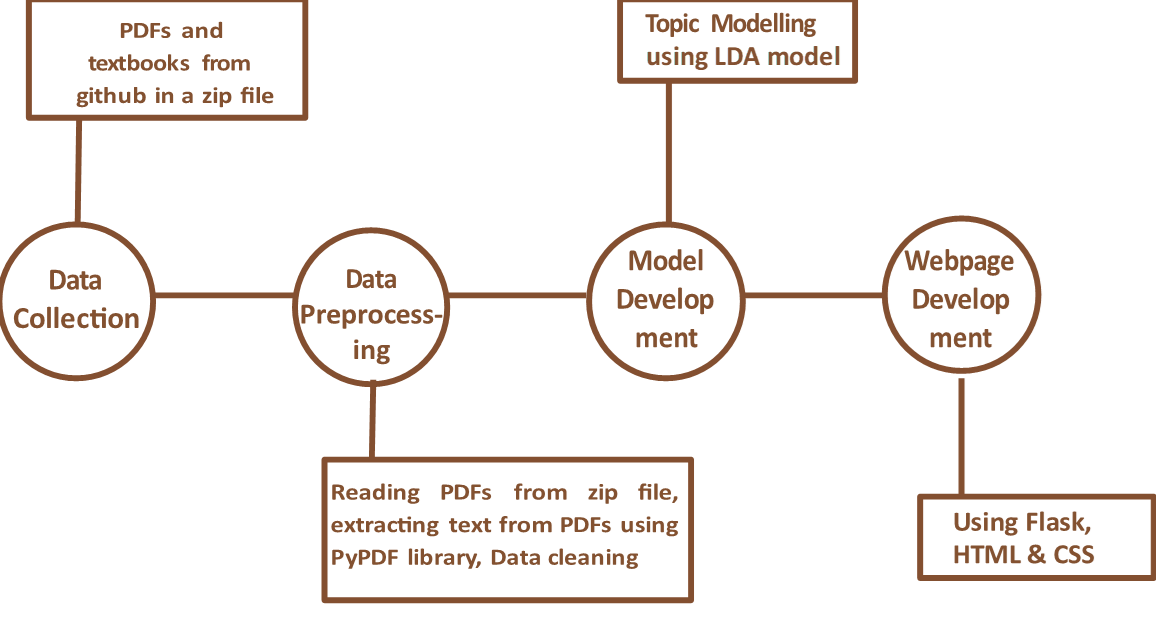 PDFs and
textbooks from
github in a zip file
Topic Modelling
using LDA model
Data
Collection
Data
Preprocess-
ing
Model
Develop
ment
Webpage
Develop
ment
Reading PDFs from zip file,
extracting text from PDFs using
PyPDF library, Data cleaning
Using Flask,
HTML & CSS